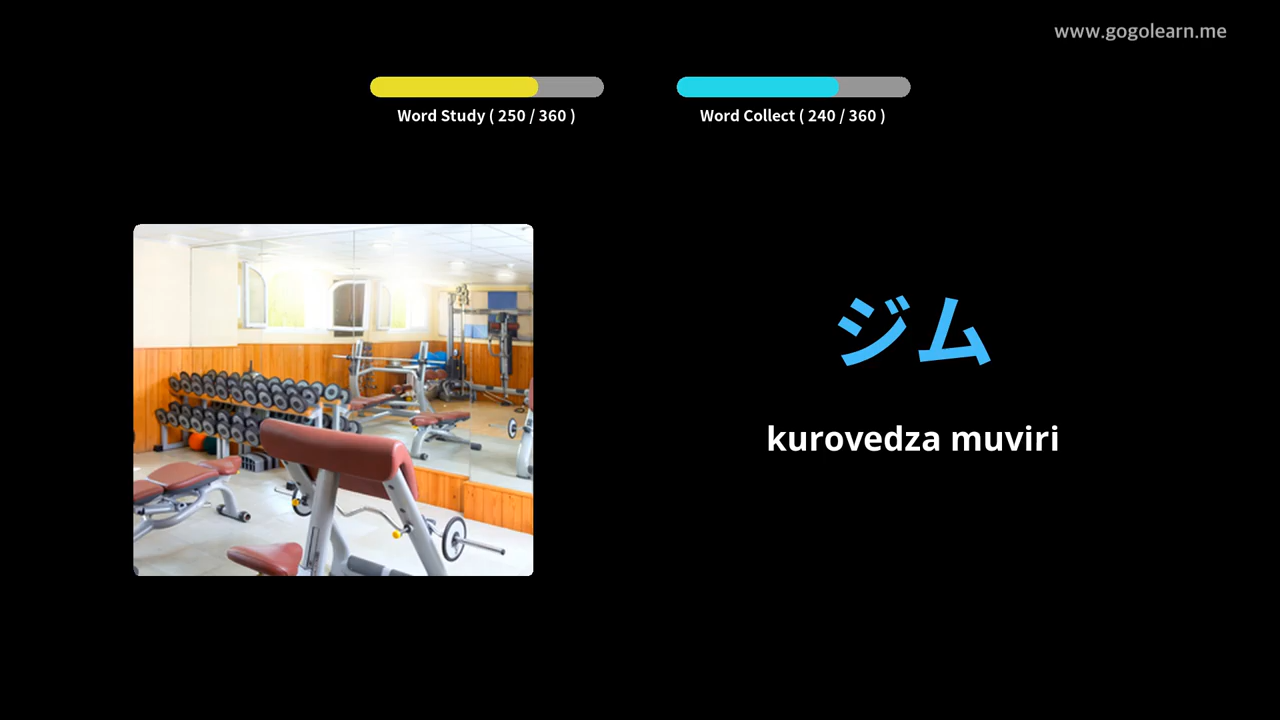 www.gogolearn.me
Word Study ( 250 / 360 )
Word Collect ( 240 / 360 )
ジム
kurovedza muviri